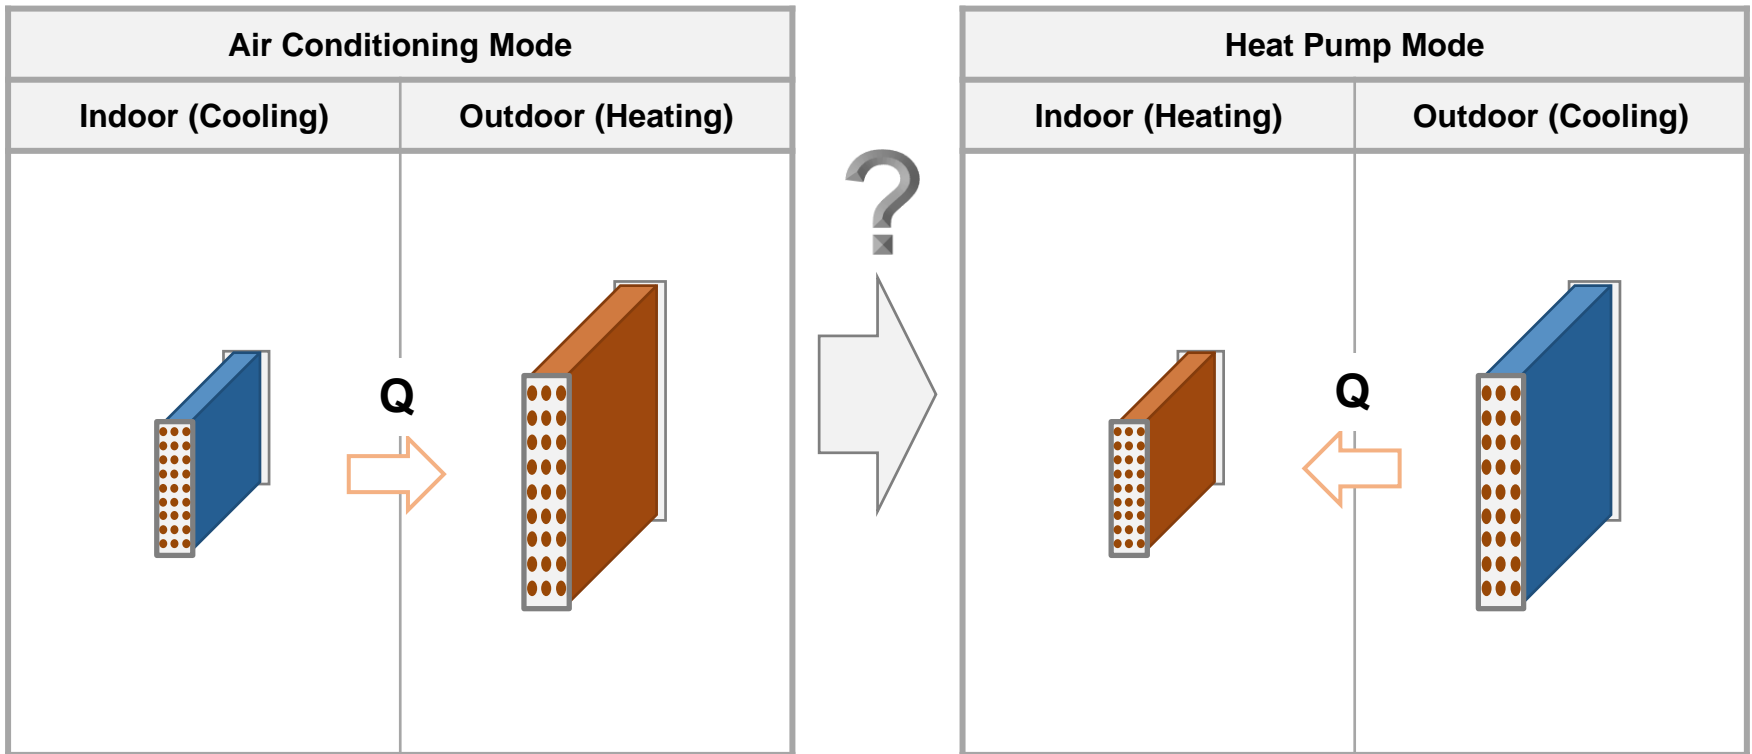 Air Conditioning Mode
Indoor (Cooling)
Outdoor (Heating)
Q
?
Heat Pump Mode
Indoor (Heating)
Outdoor (Cooling)
Q